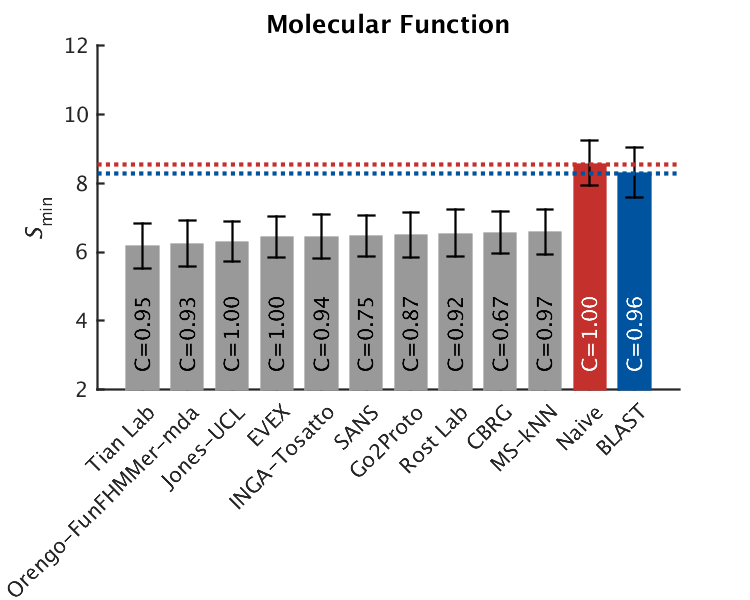 Molecular Function
12
10
8
6
4
2
Smin
C=0.95
C=0.93
C=1.00
C=1.00
C=0.94
C=0.75
C=0.87
C=0.92
C=0.67
C=0.97
C=1.00
C=0.96
Tian Lab
Orengo-FunFHMMer-mda
Jones-UCL
EVEX
INGA-Tosatto
SANS
Go2Proto
Rost Lab
CBRG
MS-kNN
Naive
BLAST